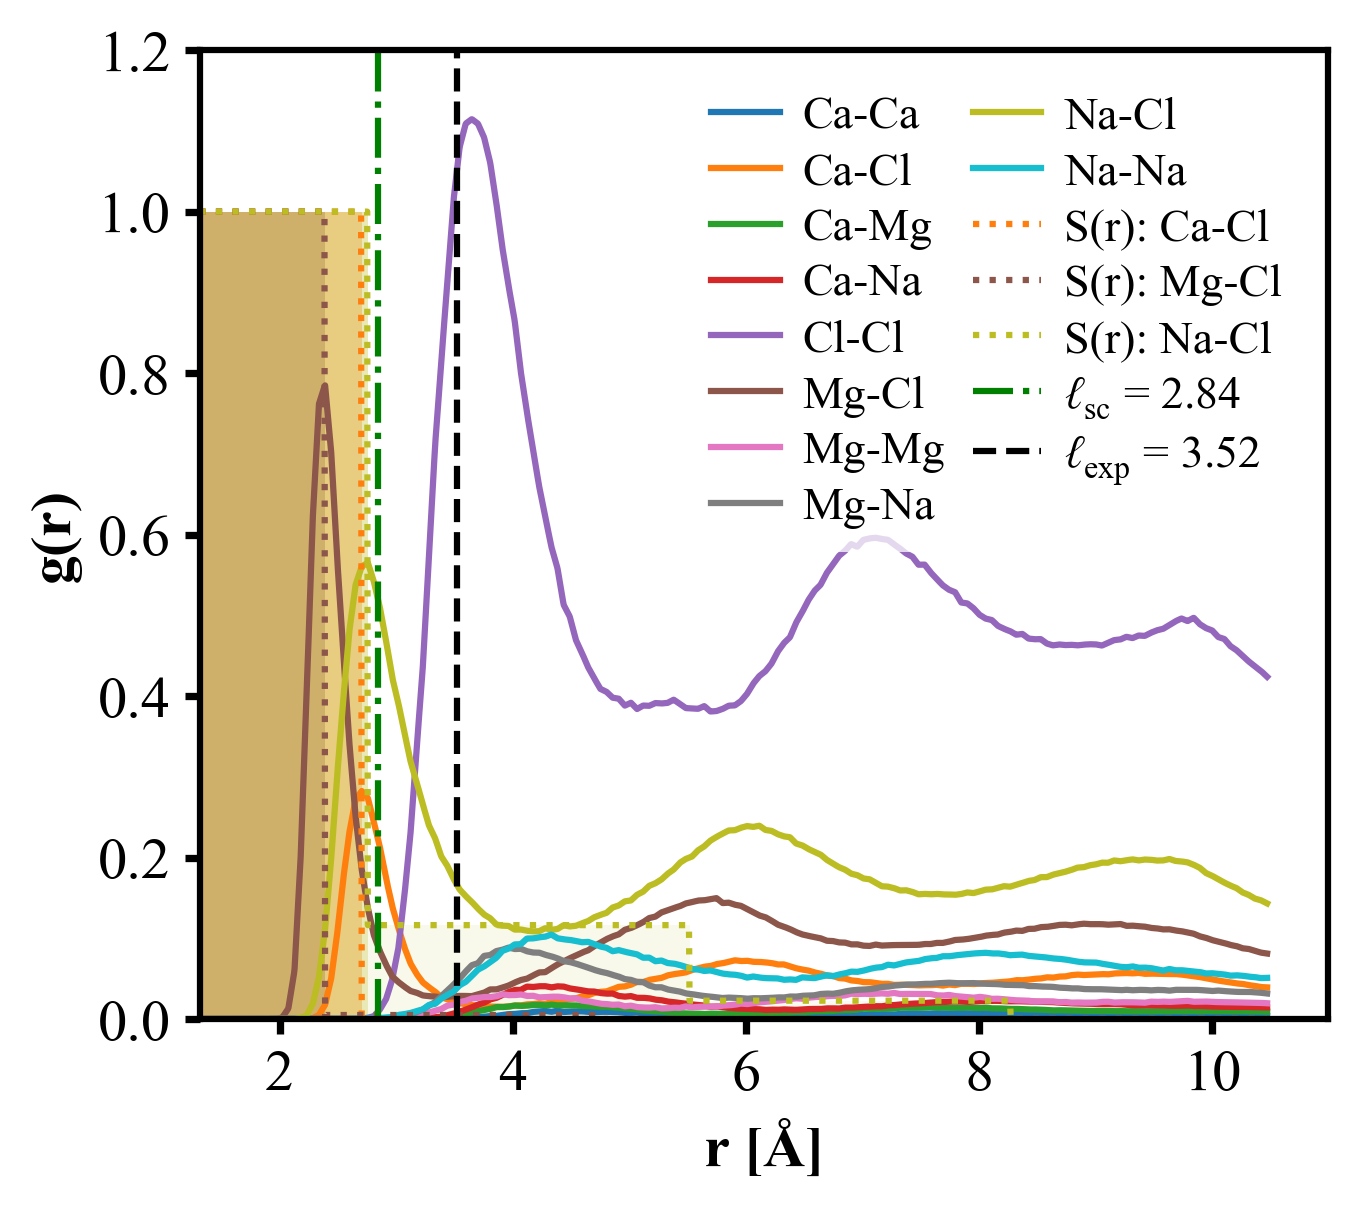 1.2
1.0
0.8
0.6
0.4
0.2
0.0
g(r)
2 4 6 8 10
r [Å]
Ca-Ca
Ca-Cl
Ca-Mg
Ca-Na
Cl-Cl
Mg-Cl
Mg-Mg
Mg-Na
Na-Cl
Na-Na
S(r): Ca-Cl
S(r): Mg-Cl
S(r): Na-Cl
ℓsc = 2.84
ℓexp = 3.52